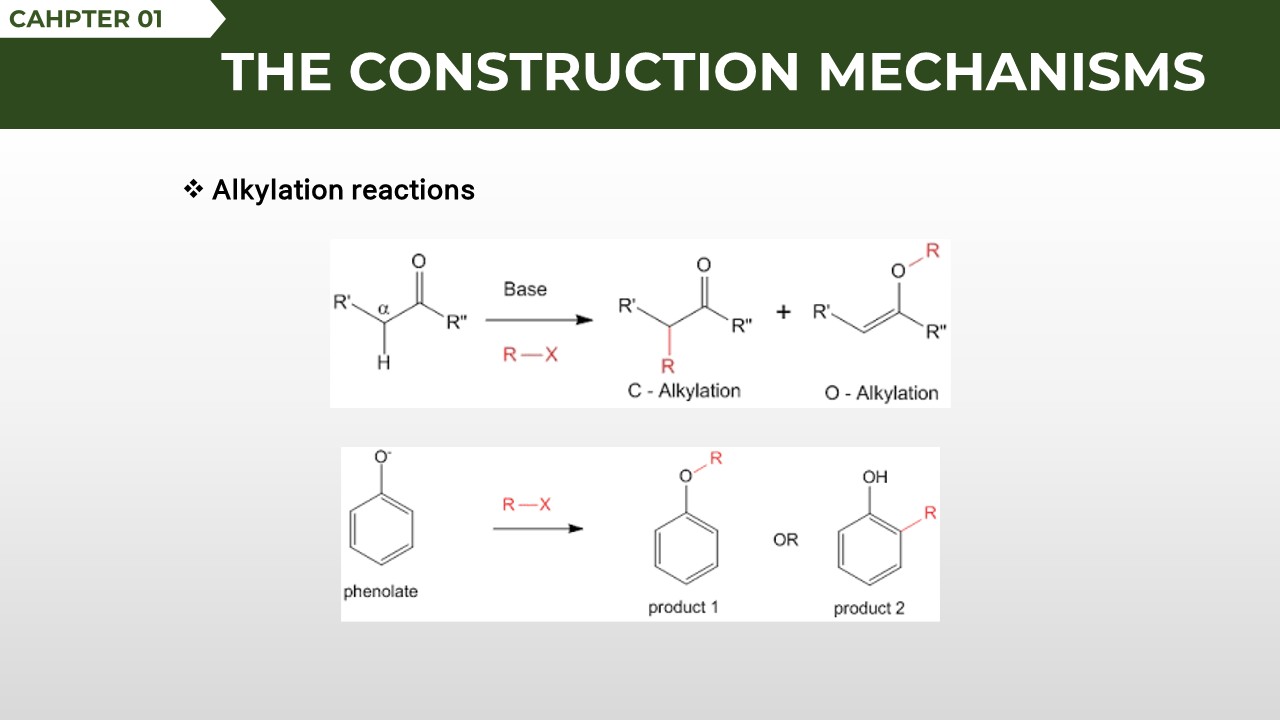 CAHPTER 01
THE CONSTRUCTION MECHANISMS
❖ Alkylation reactions
O
R'
α
R"
H
Base
R—X
O
R'
R"
R
C - Alkylation
+
R
O
R'
R"
O - Alkylation
O⁻
phenolate
R—X
R
O
product 1
OR
OH
R
product 2